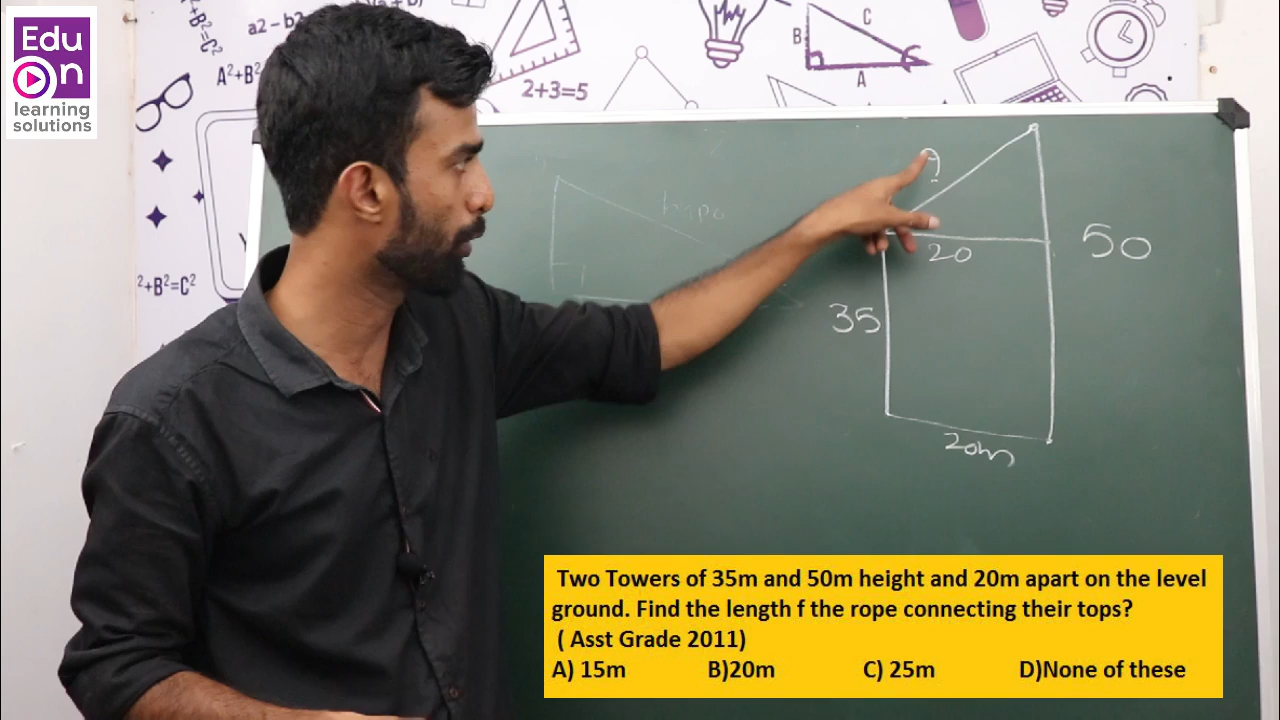 Edu
On
learning
solutions
a2-b2
A²+B²
2+3=5
B
C
A
²+B²=C²
hypo
20
50
35
20m
Two Towers of 35m and 50m height and 20m apart on the level
ground. Find the length f the rope connecting their tops?
( Asst Grade 2011)
A) 15m B)20m C) 25m D)None of these